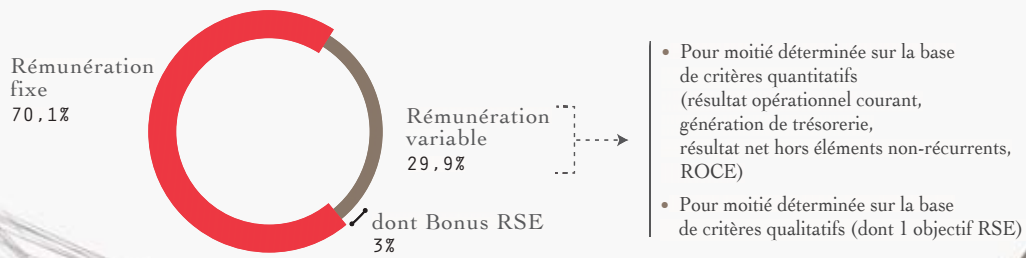 Rémunération
fixe
70,1%
Rémunération
variable
29,9%
dont Bonus RSE
3%
• Pour moitié déterminée sur la base
de critères quantitatifs
(résultat opérationnel courant,
génération de trésorerie,
résultat net hors éléments non-récurrents,
ROCE)
• Pour moitié déterminée sur la base
de critères qualitatifs (dont 1 objectif RSE)